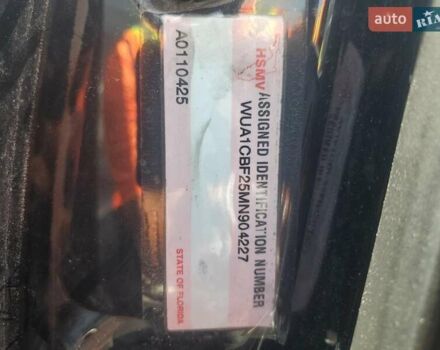 HSMV ASSIGNED IDENTIFICATION NUMBER
WUA1CBF25MN904227
A0110425
STATE OF FLORIDA
auto RIA